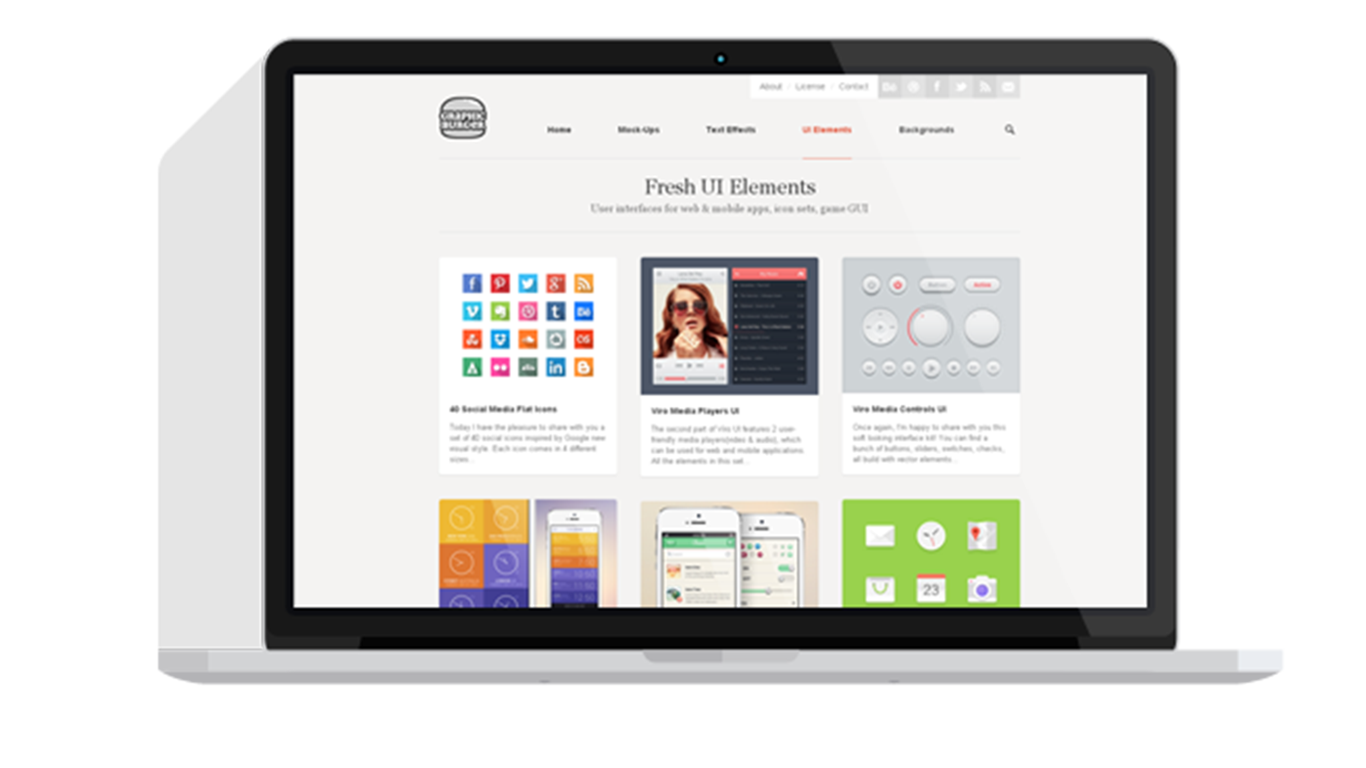 About / License / Contact
GRAPHIC
BURGER
Home Mock-Ups Text Effects UI Elements Backgrounds
Fresh UI Elements
User interfaces for web & mobile apps, icon sets, game GUI
40 Social Media Flat Icons
Today I have the pleasure to share with you a
set of 40 social icons inspired by Google new
visual style. Each icon comes in 4 different
sizes...
Button
Active
Viro Media Players UI
The second part of Viro UI features 2 user-
friendly media players(video & audio), which
can be used for web and mobile applications.
All the elements in this set...
Viro Media Controls UI
Once again, I'm happy to share with you this
soft looking interface kit! You can find a
bunch of buttons, sliders, switches, checks,
all build with vector elements...
23